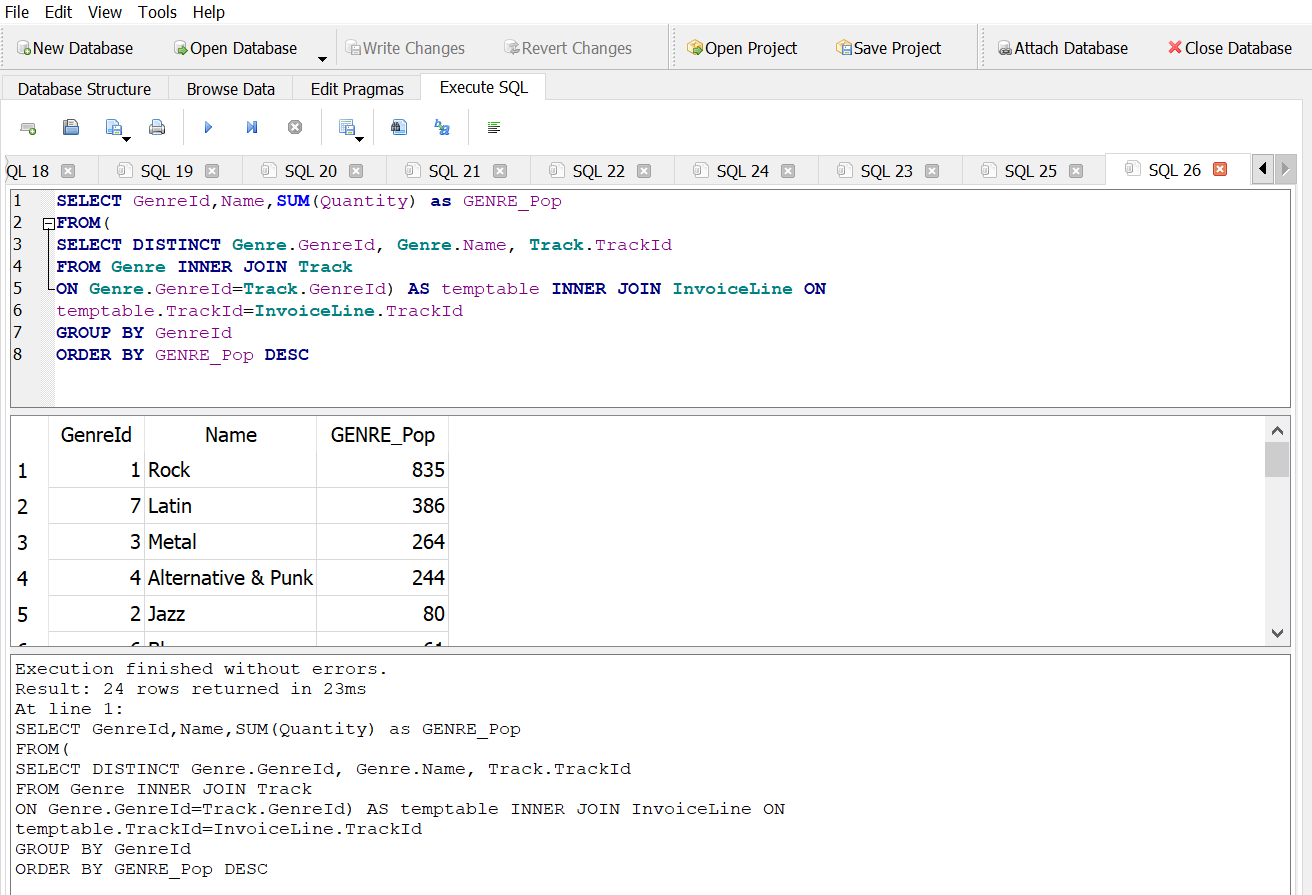 File Edit View Tools Help
New Database Open Database Write Changes Revert Changes Open Project Save Project Attach Database Close Database
Database Structure Browse Data Edit Pragmas Execute SQL
QL 18 SQL 19 SQL 20 SQL 21 SQL 22 SQL 24 SQL 23 SQL 25 SQL 26
1 SELECT GenreId,Name,SUM(Quantity) as GENRE_Pop
2 FROM(
3 SELECT DISTINCT Genre.GenreId, Genre.Name, Track.TrackId
4 FROM Genre INNER JOIN Track
5 ON Genre.GenreId=Track.GenreId) AS temptable INNER JOIN InvoiceLine ON
6 temptable.TrackId=InvoiceLine.TrackId
7 GROUP BY GenreId
8 ORDER BY GENRE_Pop DESC
GenreId Name GENRE_Pop
1 1 Rock 835
2 7 Latin 386
3 3 Metal 264
4 4 Alternative & Punk 244
5 2 Jazz 80
Execution finished without errors.
Result: 24 rows returned in 23ms
At line 1:
SELECT GenreId,Name,SUM(Quantity) as GENRE_Pop
FROM(
SELECT DISTINCT Genre.GenreId, Genre.Name, Track.TrackId
FROM Genre INNER JOIN Track
ON Genre.GenreId=Track.GenreId) AS temptable INNER JOIN InvoiceLine ON
temptable.TrackId=InvoiceLine.TrackId
GROUP BY GenreId
ORDER BY GENRE_Pop DESC